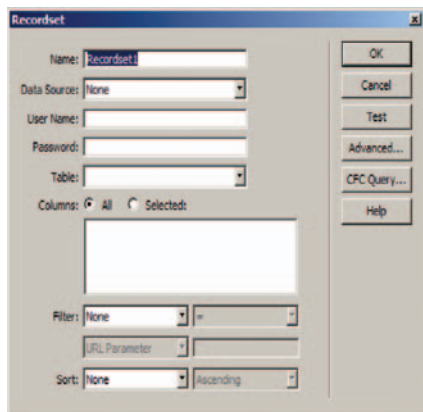 Recordset
Name: Recordset1
OK
Data Source: None
Cancel
User Name:
Test
Password:
Advanced...
Table:
CFC Query...
Columns: All Selected:
Help
Filter: None =
URL Parameter
Sort: None Ascending